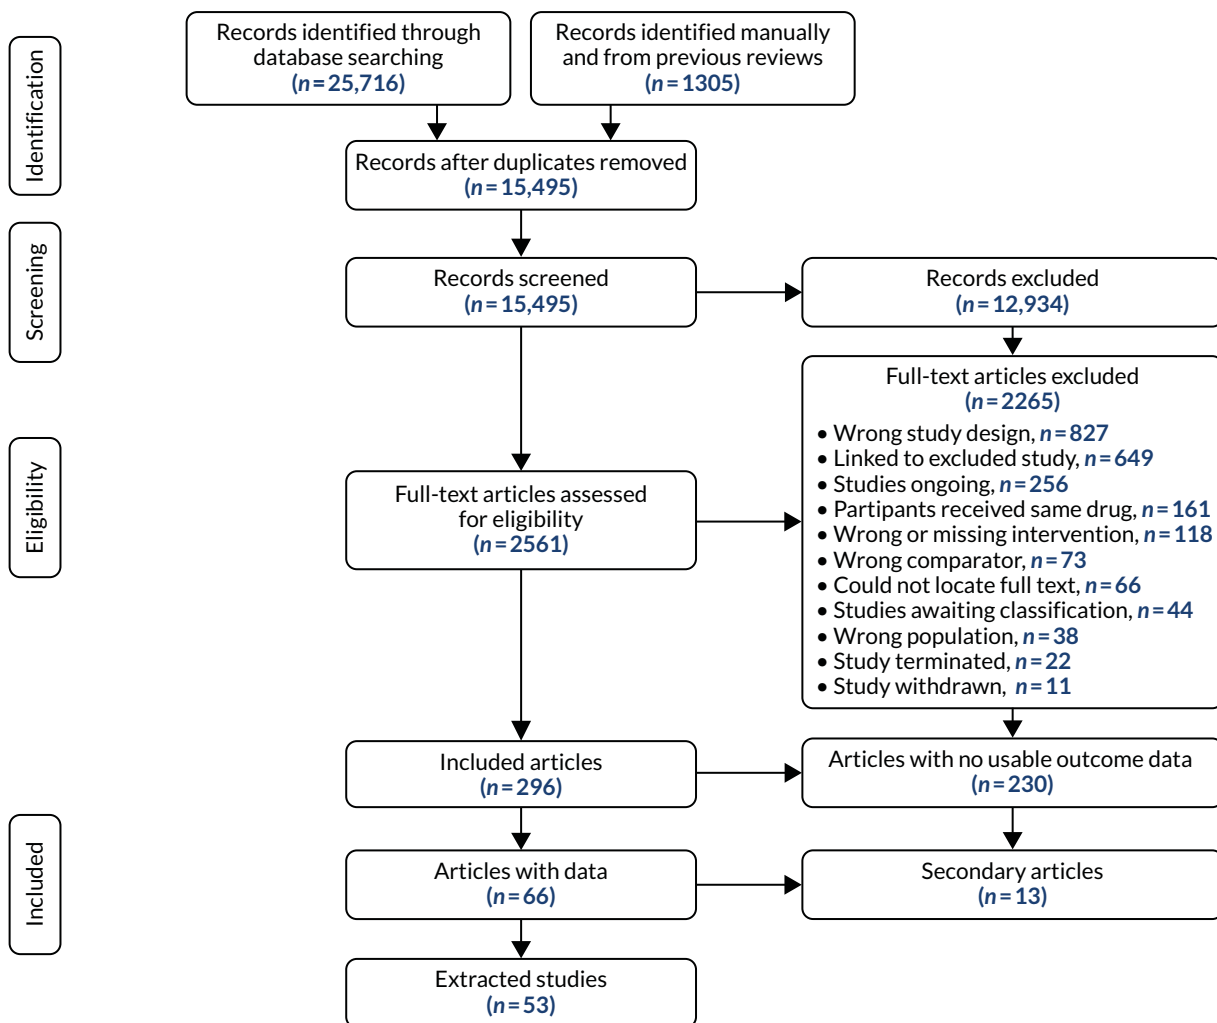 Identification
Records identified through
database searching
(n = 25,716)
Records identified manually
and from previous reviews
(n = 1305)
Records after duplicates removed
(n = 15,495)
Screening
Records screened
(n = 15,495)
Records excluded
(n = 12,934)
Eligibility
Full-text articles assessed
for eligibility
(n = 2561)
Full-text articles excluded
(n = 2265)
• Wrong study design, n = 827
• Linked to excluded study, n = 649
• Studies ongoing, n = 256
• Partipants received same drug, n = 161
• Wrong or missing intervention, n = 118
• Wrong comparator, n = 73
• Could not locate full text, n = 66
• Studies awaiting classification, n = 44
• Wrong population, n = 38
• Study terminated, n = 22
• Study withdrawn, n = 11
Included
Included articles
(n = 296)
Articles with no usable outcome data
(n = 230)
Articles with data
(n = 66)
Secondary articles
(n = 13)
Extracted studies
(n = 53)